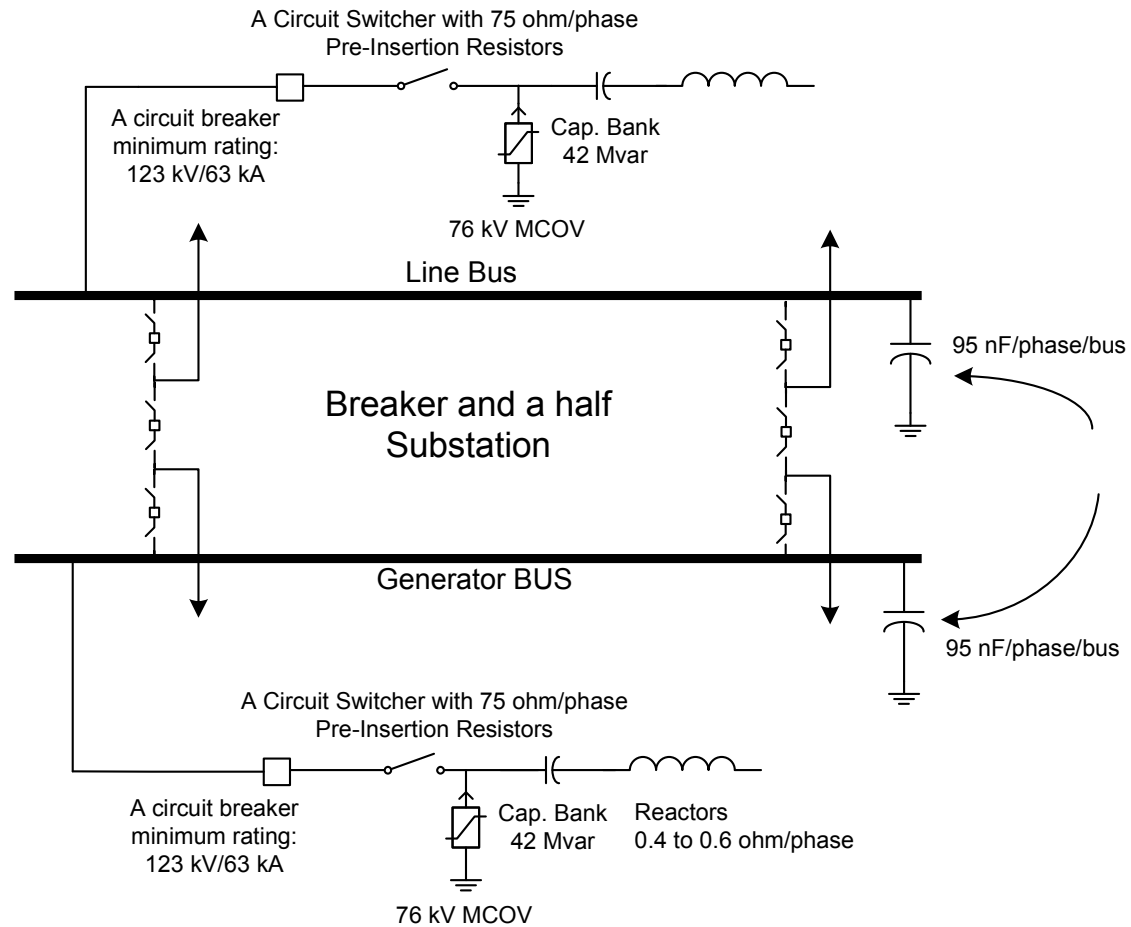 A Circuit Switcher with 75 ohm/phase
Pre-Insertion Resistors
A circuit breaker
minimum rating:
123 kV/63 kA
Cap. Bank
42 Mvar
76 kV MCOV
Line Bus
95 nF/phase/bus
Breaker and a half
Substation
Generator BUS
95 nF/phase/bus
A Circuit Switcher with 75 ohm/phase
Pre-Insertion Resistors
A circuit breaker
minimum rating:
123 kV/63 kA
Cap. Bank
42 Mvar
Reactors
0.4 to 0.6 ohm/phase
76 kV MCOV